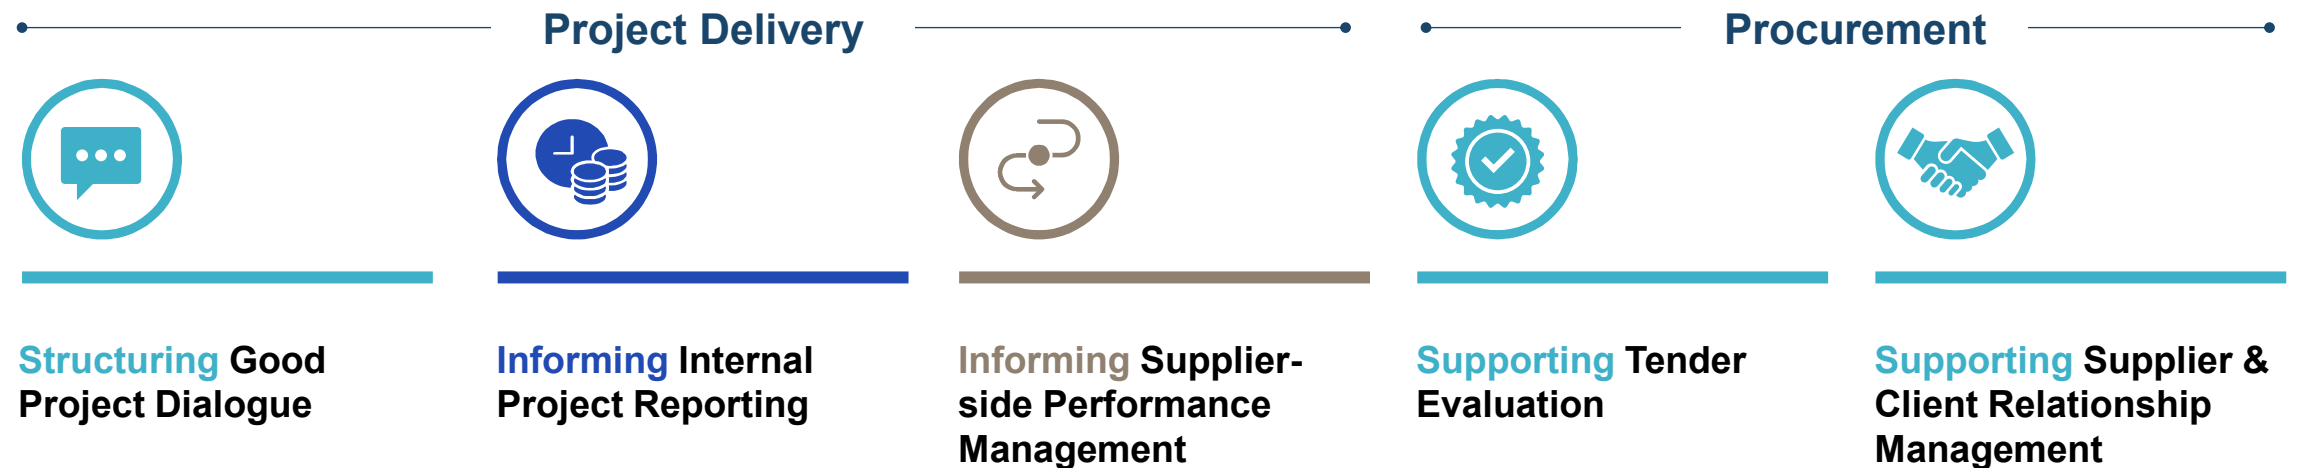 Project Delivery
Procurement
Structuring Good
Project Dialogue
Informing Internal
Project Reporting
Informing Supplier-
side Performance
Management
Supporting Tender
Evaluation
Supporting Supplier &
Client Relationship
Management